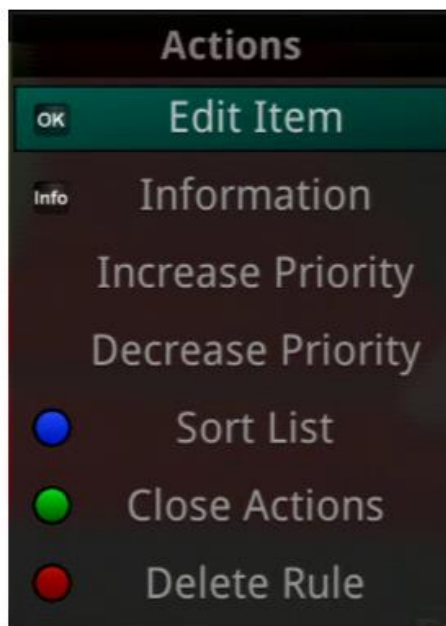 Actions
OK Edit Item
Info Information
Increase Priority
Decrease Priority
Sort List
Close Actions
Delete Rule